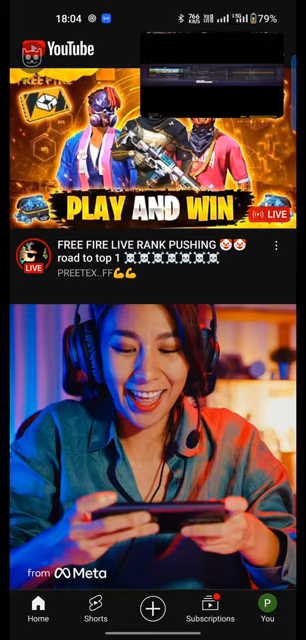 18:04
79%
YouTube
FREE FIRE
PLAY AND WIN
LIVE
LIVE
FREE FIRE LIVE RANK PUSHING 🤡🤡
road to top 1 ☠☠☠☠☠☠☠
PREETEX..FF💪💪
from Meta
Home
Shorts
Subscriptions
P
You